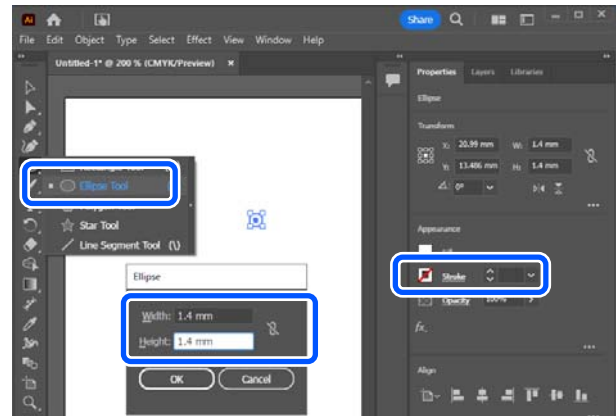 Ai
Share
File Edit Object Type Select Effect View Window Help
Untitled-1* @ 200 % (CMYK/Preview) ×
Properties Layers Libraries
Ellipse
Transform
X: 20.99 mm W: 1.4 mm
Y: 13.486 mm H: 1.4 mm
0°
Ellipse Tool
Star Tool
Line Segment Tool (\)
Appearance
Stroke
Opacity 100%
fx.
Ellipse
Width: 1.4 mm
Height: 1.4 mm
OK Cancel
Align